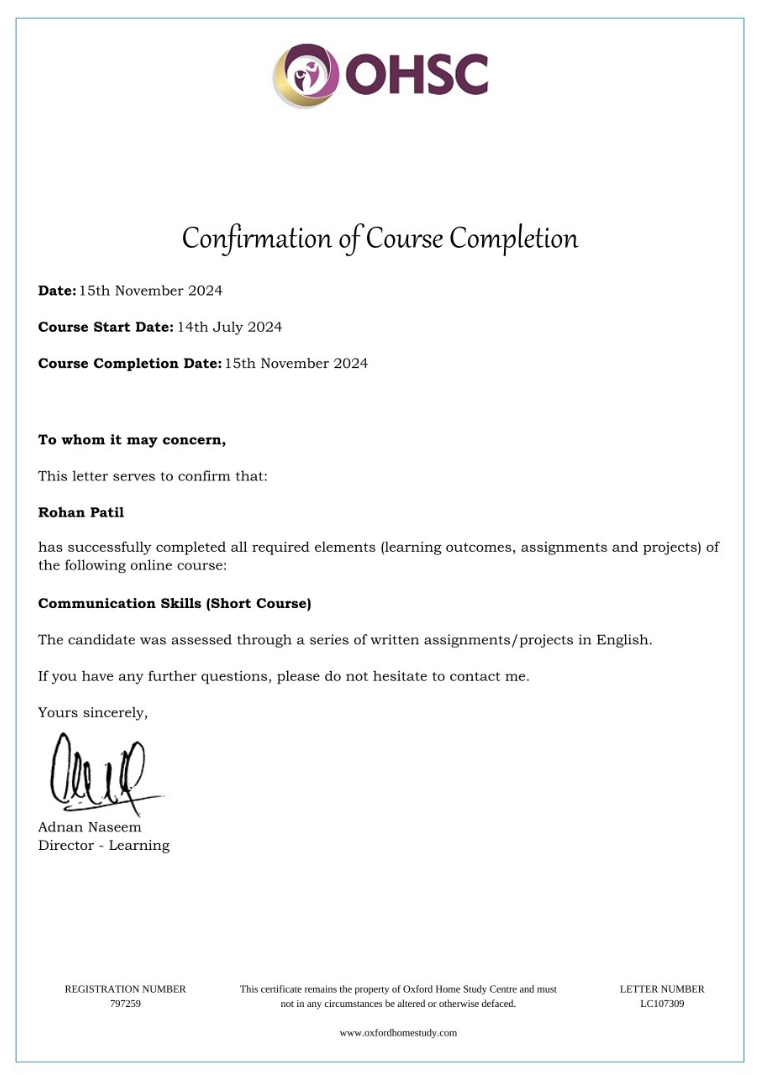 OHSC
Confirmation of Course Completion
Date: 15th November 2024
Course Start Date: 14th July 2024
Course Completion Date: 15th November 2024
To whom it may concern,
This letter serves to confirm that:
Rohan Patil
has successfully completed all required elements (learning outcomes, assignments and projects) of
the following online course:
Communication Skills (Short Course)
The candidate was assessed through a series of written assignments/projects in English.
If you have any further questions, please do not hesitate to contact me.
Yours sincerely,
Adnan Naseem
Director - Learning
REGISTRATION NUMBER
797259
This certificate remains the property of Oxford Home Study Centre and must
not in any circumstances be altered or otherwise defaced.
LETTER NUMBER
LC107309
www.oxfordhomestudy.com